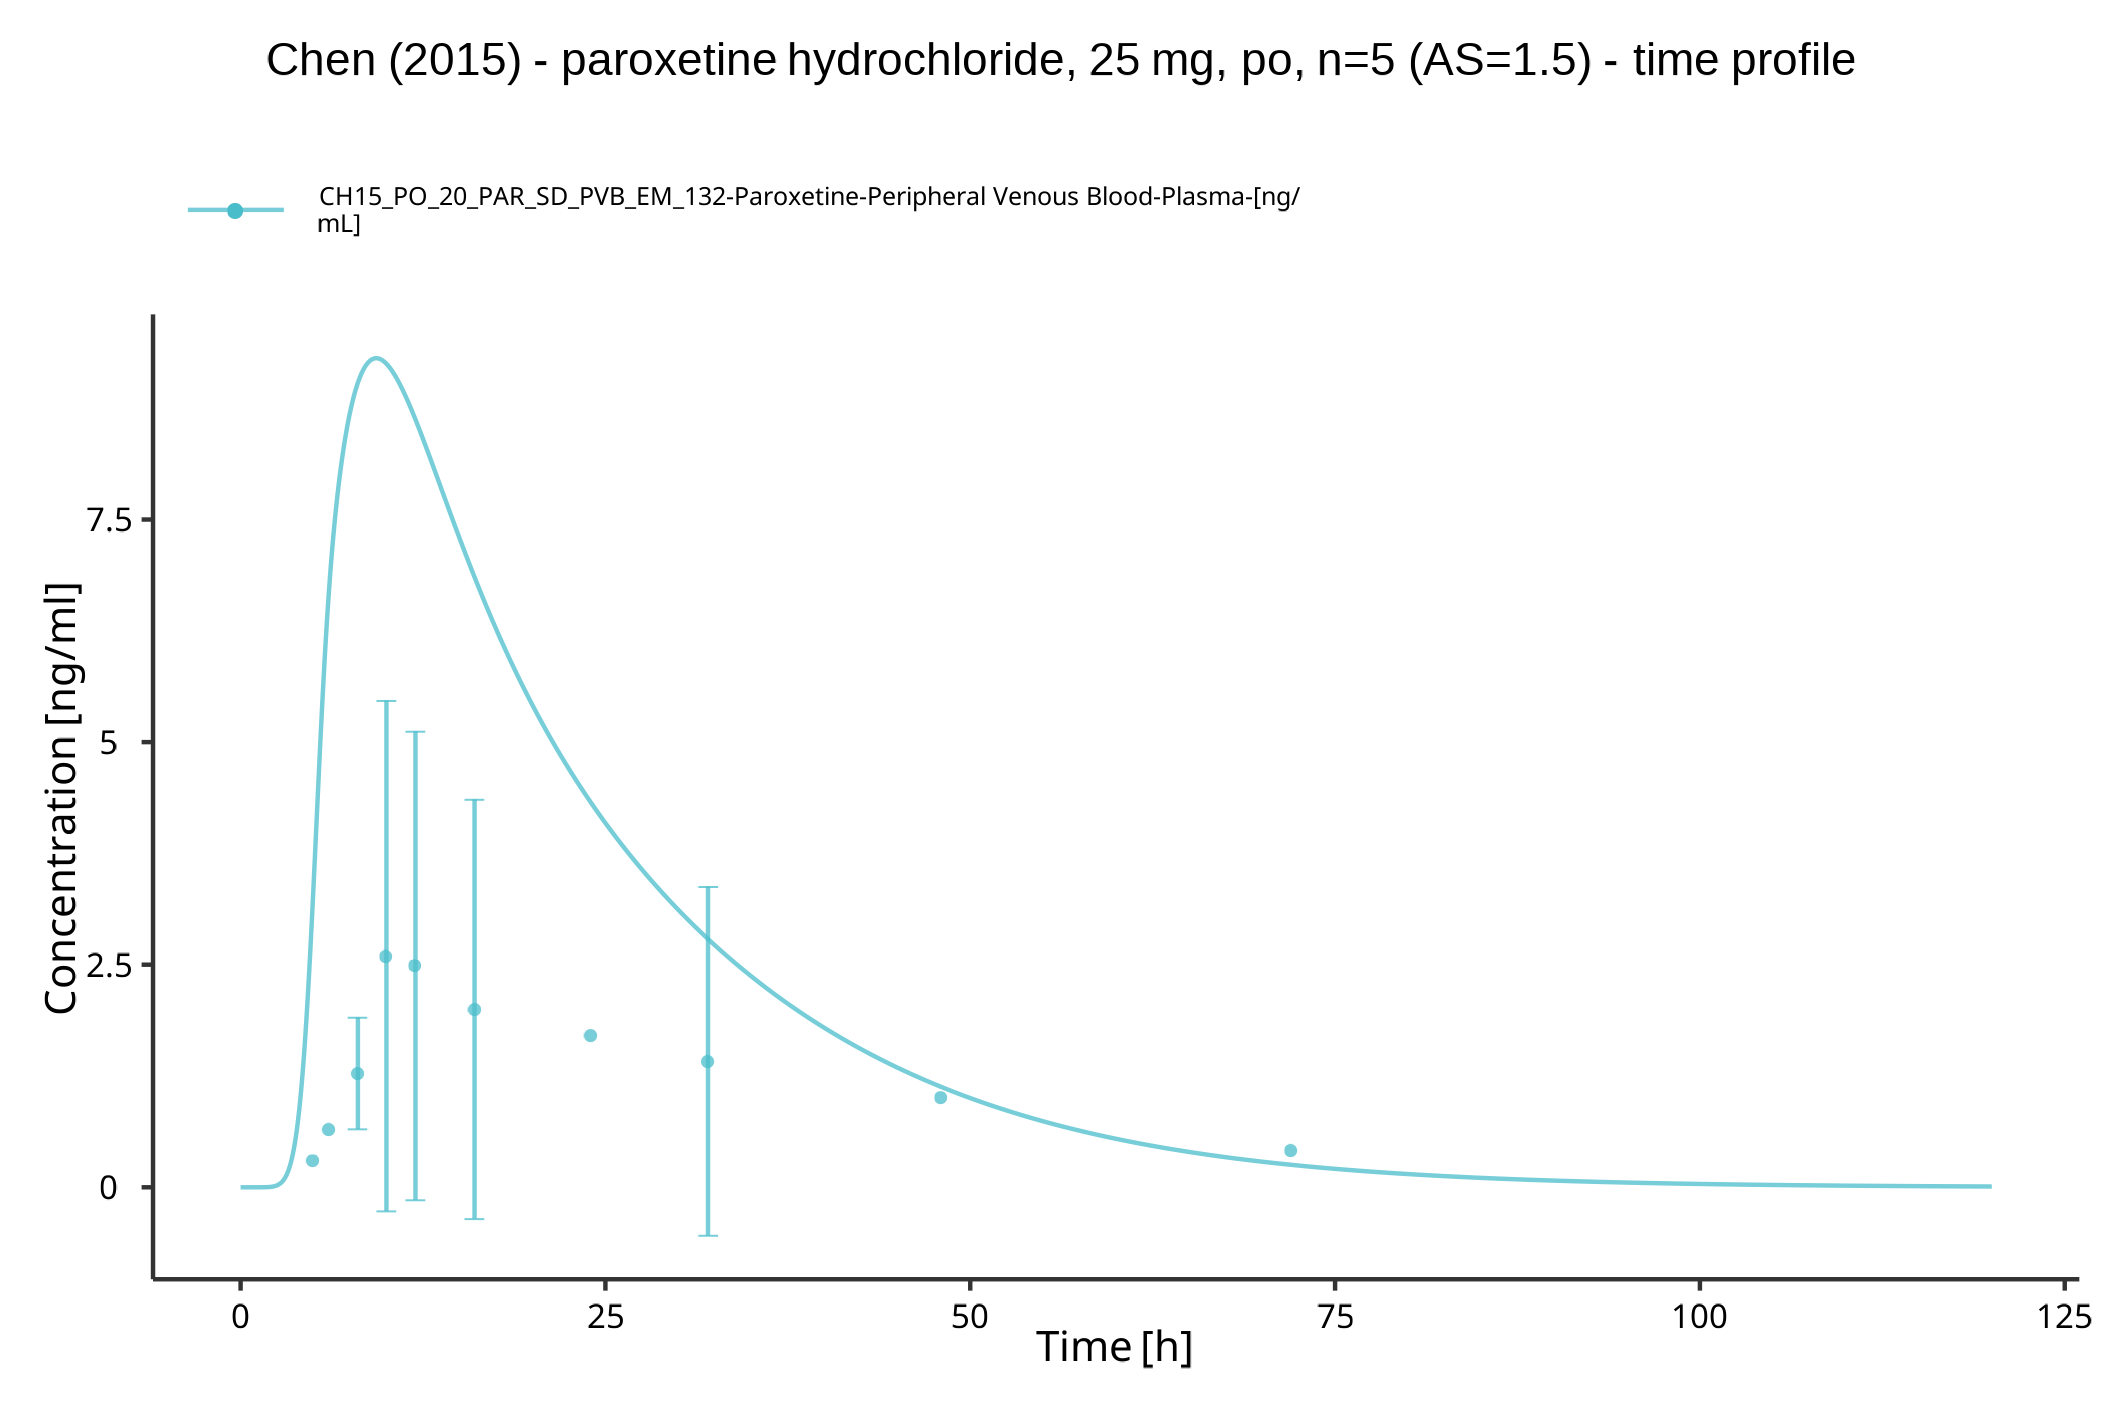 Chen (2015) - paroxetine hydrochloride, 25 mg, po, n=5 (AS=1.5) - time profile
CH15_PO_20_PAR_SD_PVB_EM_132-Paroxetine-Peripheral Venous Blood-Plasma-[ng/
mL]
Concentration [ng/ml]
7.5
5
2.5
0
0
25
50
75
100
125
Time [h]